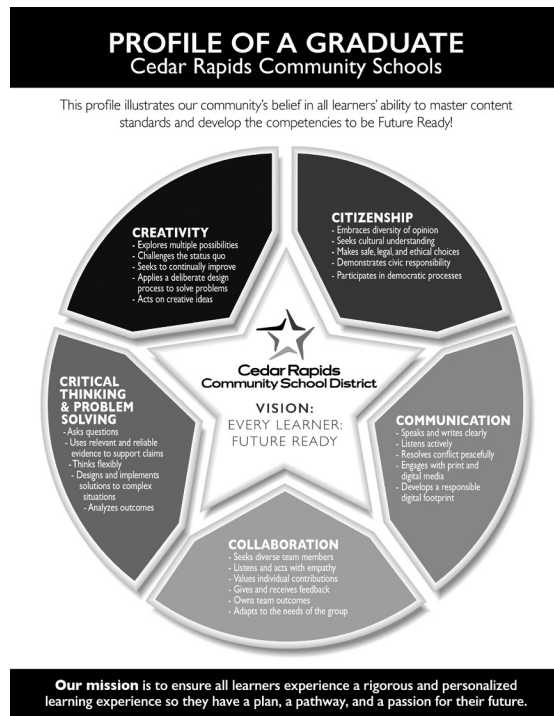 PROFILE OF A GRADUATE
Cedar Rapids Community Schools
This profile illustrates our community's belief in all learners' ability to master content
standards and develop the competencies to be Future Ready!
CREATIVITY
- Explores multiple possibilities
- Challenges the status quo
- Seeks to continually improve
- Applies a deliberate design
process to solve problems
- Acts on creative ideas
CITIZENSHIP
- Embraces diversity of opinion
- Seeks cultural understanding
- Makes safe, legal, and ethical choices
- Demonstrates civic responsibility
- Participates in democratic processes
Cedar Rapids
Community School District
VISION:
EVERY LEARNER:
FUTURE READY
CRITICAL
THINKING
& PROBLEM
SOLVING
- Asks questions
- Uses relevant and reliable
evidence to support claims
- Thinks flexibly
- Designs and implements
solutions to complex
situations
- Analyzes outcomes
COMMUNICATION
- Speaks and writes clearly
- Listens actively
- Resolves conflict peacefully
- Engages with print and
digital media
- Develops a responsible
digital footprint
COLLABORATION
- Seeks diverse team members
- Listens and acts with empathy
- Values individual contributions
- Gives and receives feedback
- Owns team outcomes
- Adapts to the needs of the group
Our mission is to ensure all learners experience a rigorous and personalized
learning experience so they have a plan, a pathway, and a passion for their future.